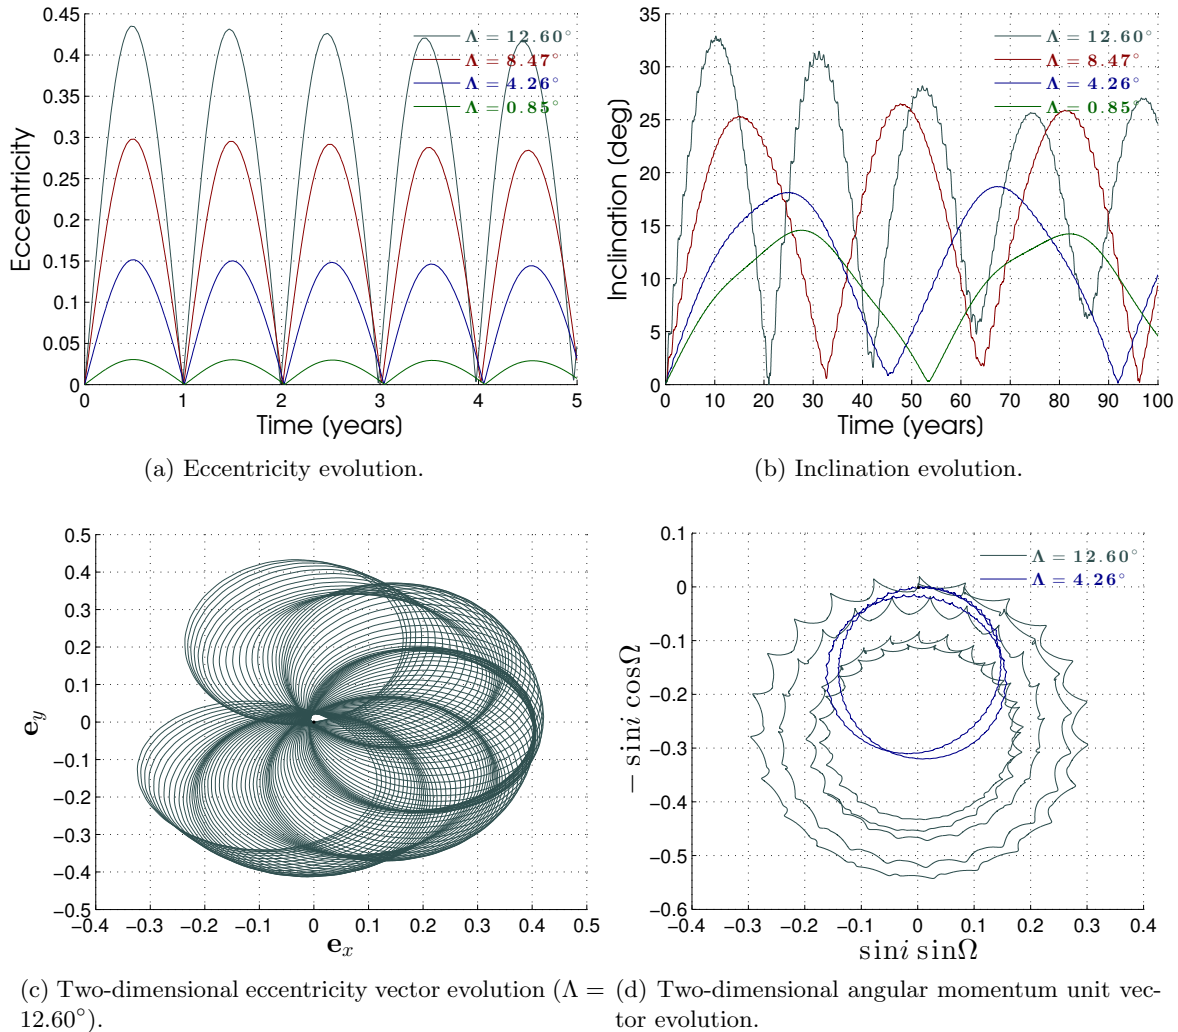 0.45
0.4
0.35
0.3
0.25
0.2
0.15
0.1
0.05
0
Eccentricity
Λ = 12.60°
Λ = 8.47°
Λ = 4.26°
Λ = 0.85°
0 1 2 3 4 5
Time (years)
(a) Eccentricity evolution.
35
30
25
20
15
10
5
0
Inclination (deg)
Λ = 12.60°
Λ = 8.47°
Λ = 4.26°
Λ = 0.85°
0 10 20 30 40 50 60 70 80 90 100
Time (years)
(b) Inclination evolution.
0.5
0.4
0.3
0.2
0.1
0
−0.1
−0.2
−0.3
−0.4
−0.5
e_y
−0.4 −0.3 −0.2 −0.1 0 0.1 0.2 0.3 0.4 0.5
e_x
(c) Two-dimensional eccentricity vector evolution (Λ =
12.60°).
0.1
0
−0.1
−0.2
−0.3
−0.4
−0.5
−0.6
− sin i cos Ω
Λ = 12.60°
Λ = 4.26°
−0.4 −0.3 −0.2 −0.1 0 0.1 0.2 0.3 0.4
sin i sin Ω
(d) Two-dimensional angular momentum unit vec-
tor evolution.